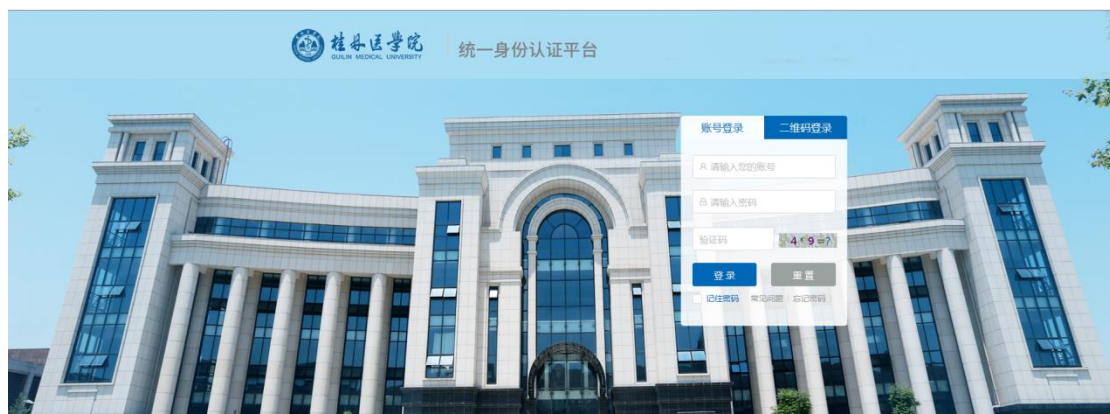 桂林医学院
GUILIN MEDICAL UNIVERSITY
统一身份认证平台
账号登录 二维码登录
请输入您的账号
请输入密码
验证码
登 录 重 置
记住密码 常见问题 | 忘记密码